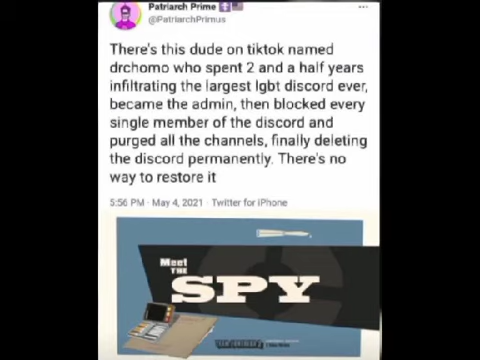 Patriarch Prime
@PatriarchPrimus
There's this dude on tiktok named
drchomo who spent 2 and a half years
infiltrating the largest lgbt discord ever,
became the admin, then blocked every
single member of the discord and
purged all the channels, finally deleting
the discord permanently. There's no
way to restore it
5:56 PM · May 4, 2021 · Twitter for iPhone
Meet
THE
SPY